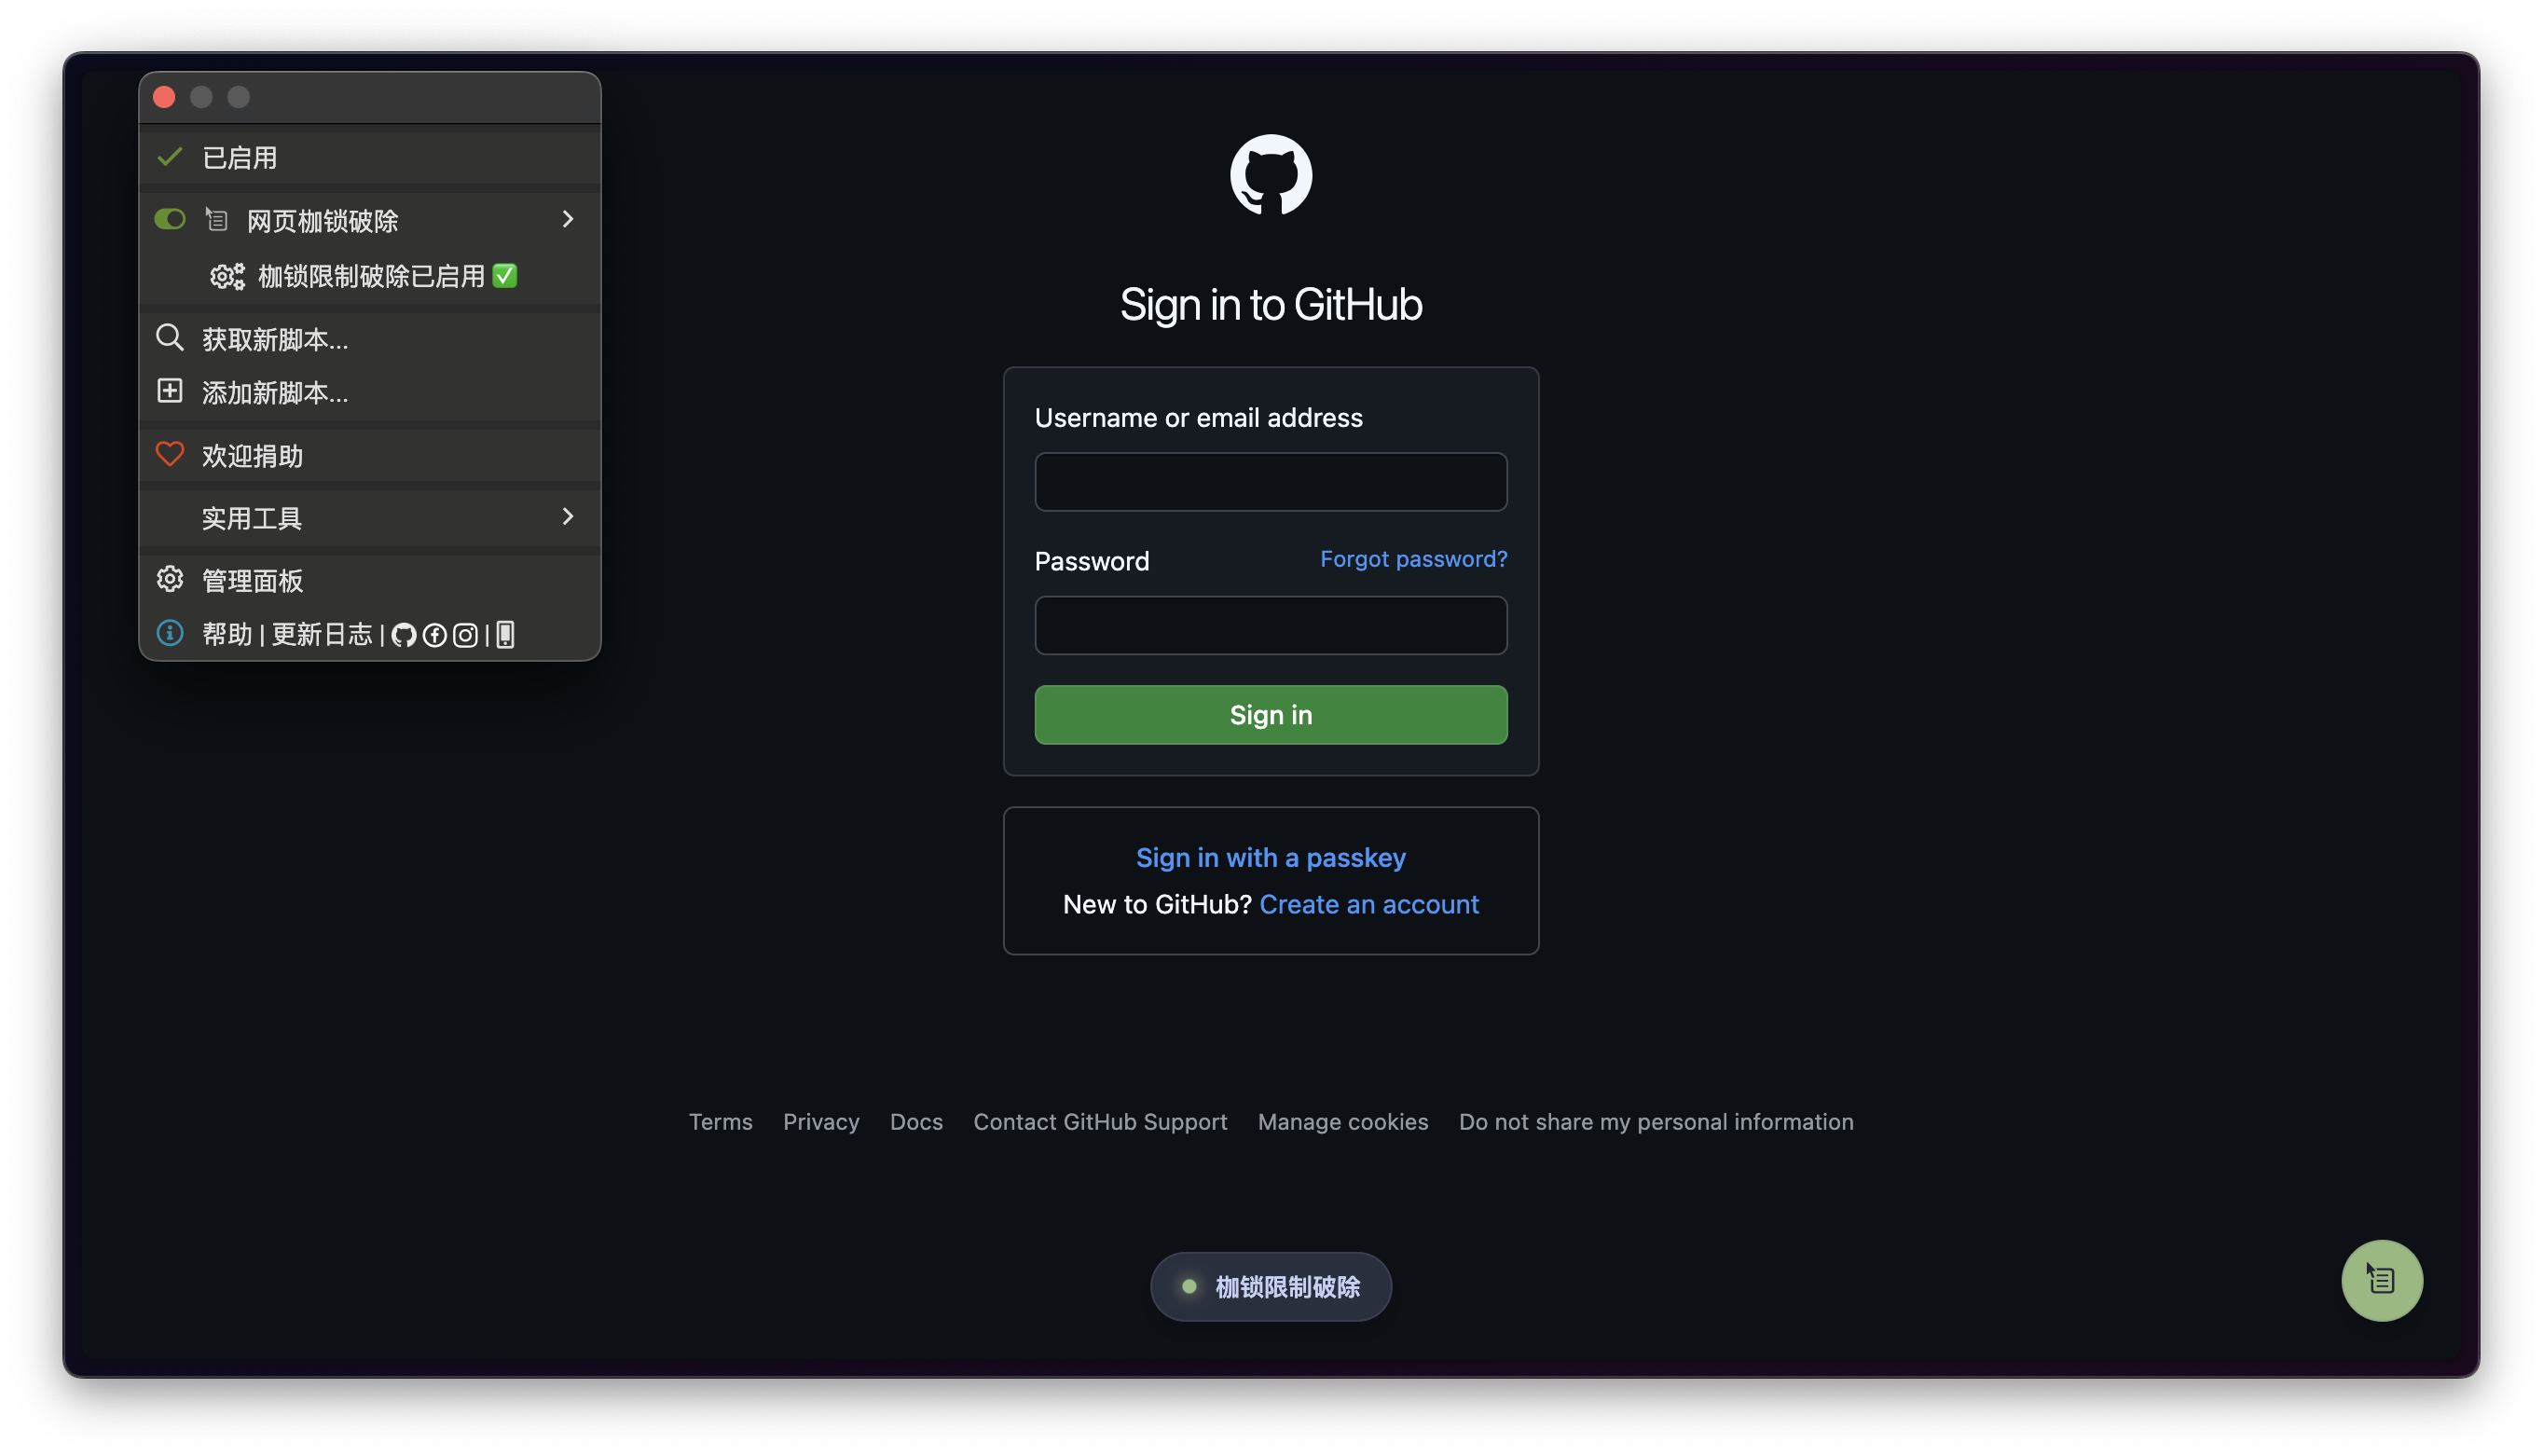 已启用
网页枷锁破除
枷锁限制破除已启用✅
获取新脚本...
添加新脚本...
欢迎捐助
实用工具
管理面板
帮助 | 更新日志 | |
Sign in to GitHub
Username or email address
Password Forgot password?
Sign in
Sign in with a passkey
New to GitHub? Create an account
Terms Privacy Docs Contact GitHub Support Manage cookies Do not share my personal information
枷锁限制破除